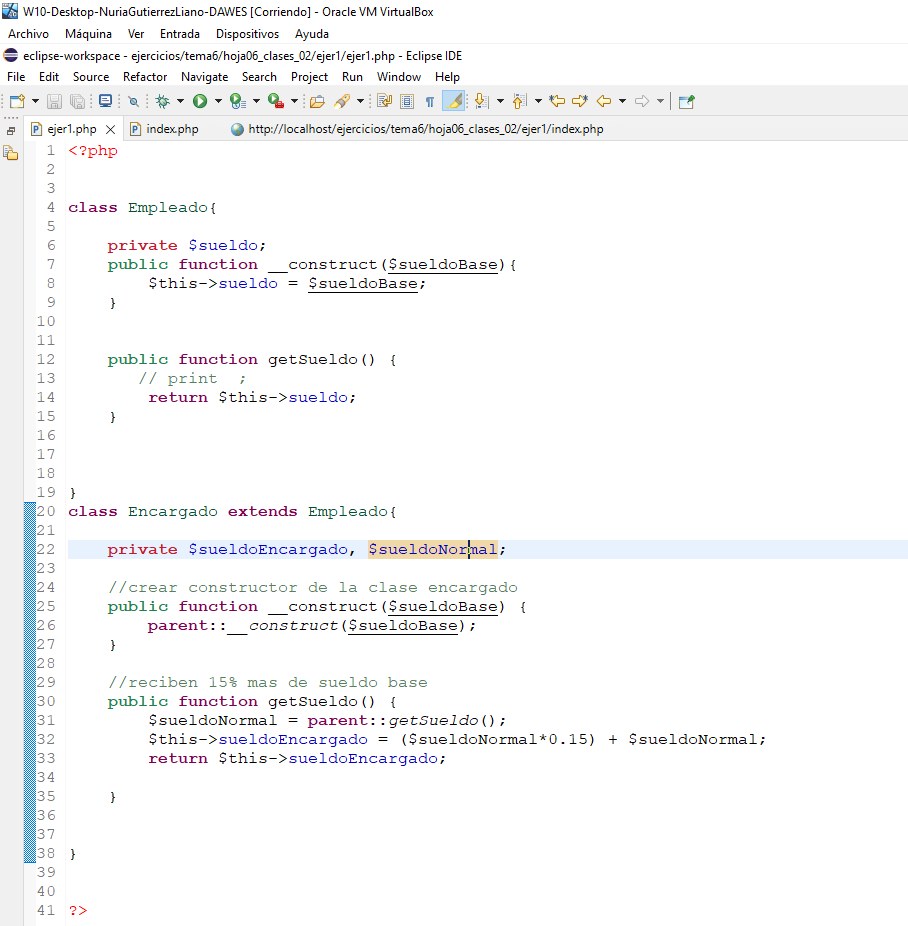 W10-Desktop-NuriaGutierrezLiano-DAWES [Corriendo] - Oracle VM VirtualBox
Archivo Máquina Ver Entrada Dispositivos Ayuda
eclipse-workspace - ejercicios/tema6/hoja06_clases_02/ejer1/ejer1.php - Eclipse IDE
File Edit Source Refactor Navigate Search Project Run Window Help
ejer1.php index.php http://localhost/ejercicios/tema6/hoja06_clases_02/ejer1/index.php
1 <?php
2
3
4 class Empleado{
5
6     private $sueldo;
7     public function __construct($sueldoBase){
8         $this->sueldo = $sueldoBase;
9     }
10
11
12     public function getSueldo() {
13        // print  ;
14         return $this->sueldo;
15     }
16
17
18
19 }
20 class Encargado extends Empleado{
21
22     private $sueldoEncargado, $sueldoNormal;
23
24     //crear constructor de la clase encargado
25     public function __construct($sueldoBase) {
26         parent::__construct($sueldoBase);
27     }
28
29     //reciben 15% mas de sueldo base
30     public function getSueldo() {
31         $sueldoNormal = parent::getSueldo();
32         $this->sueldoEncargado = ($sueldoNormal*0.15) + $sueldoNormal;
33         return $this->sueldoEncargado;
34
35     }
36
37
38 }
39
40
41 ?>